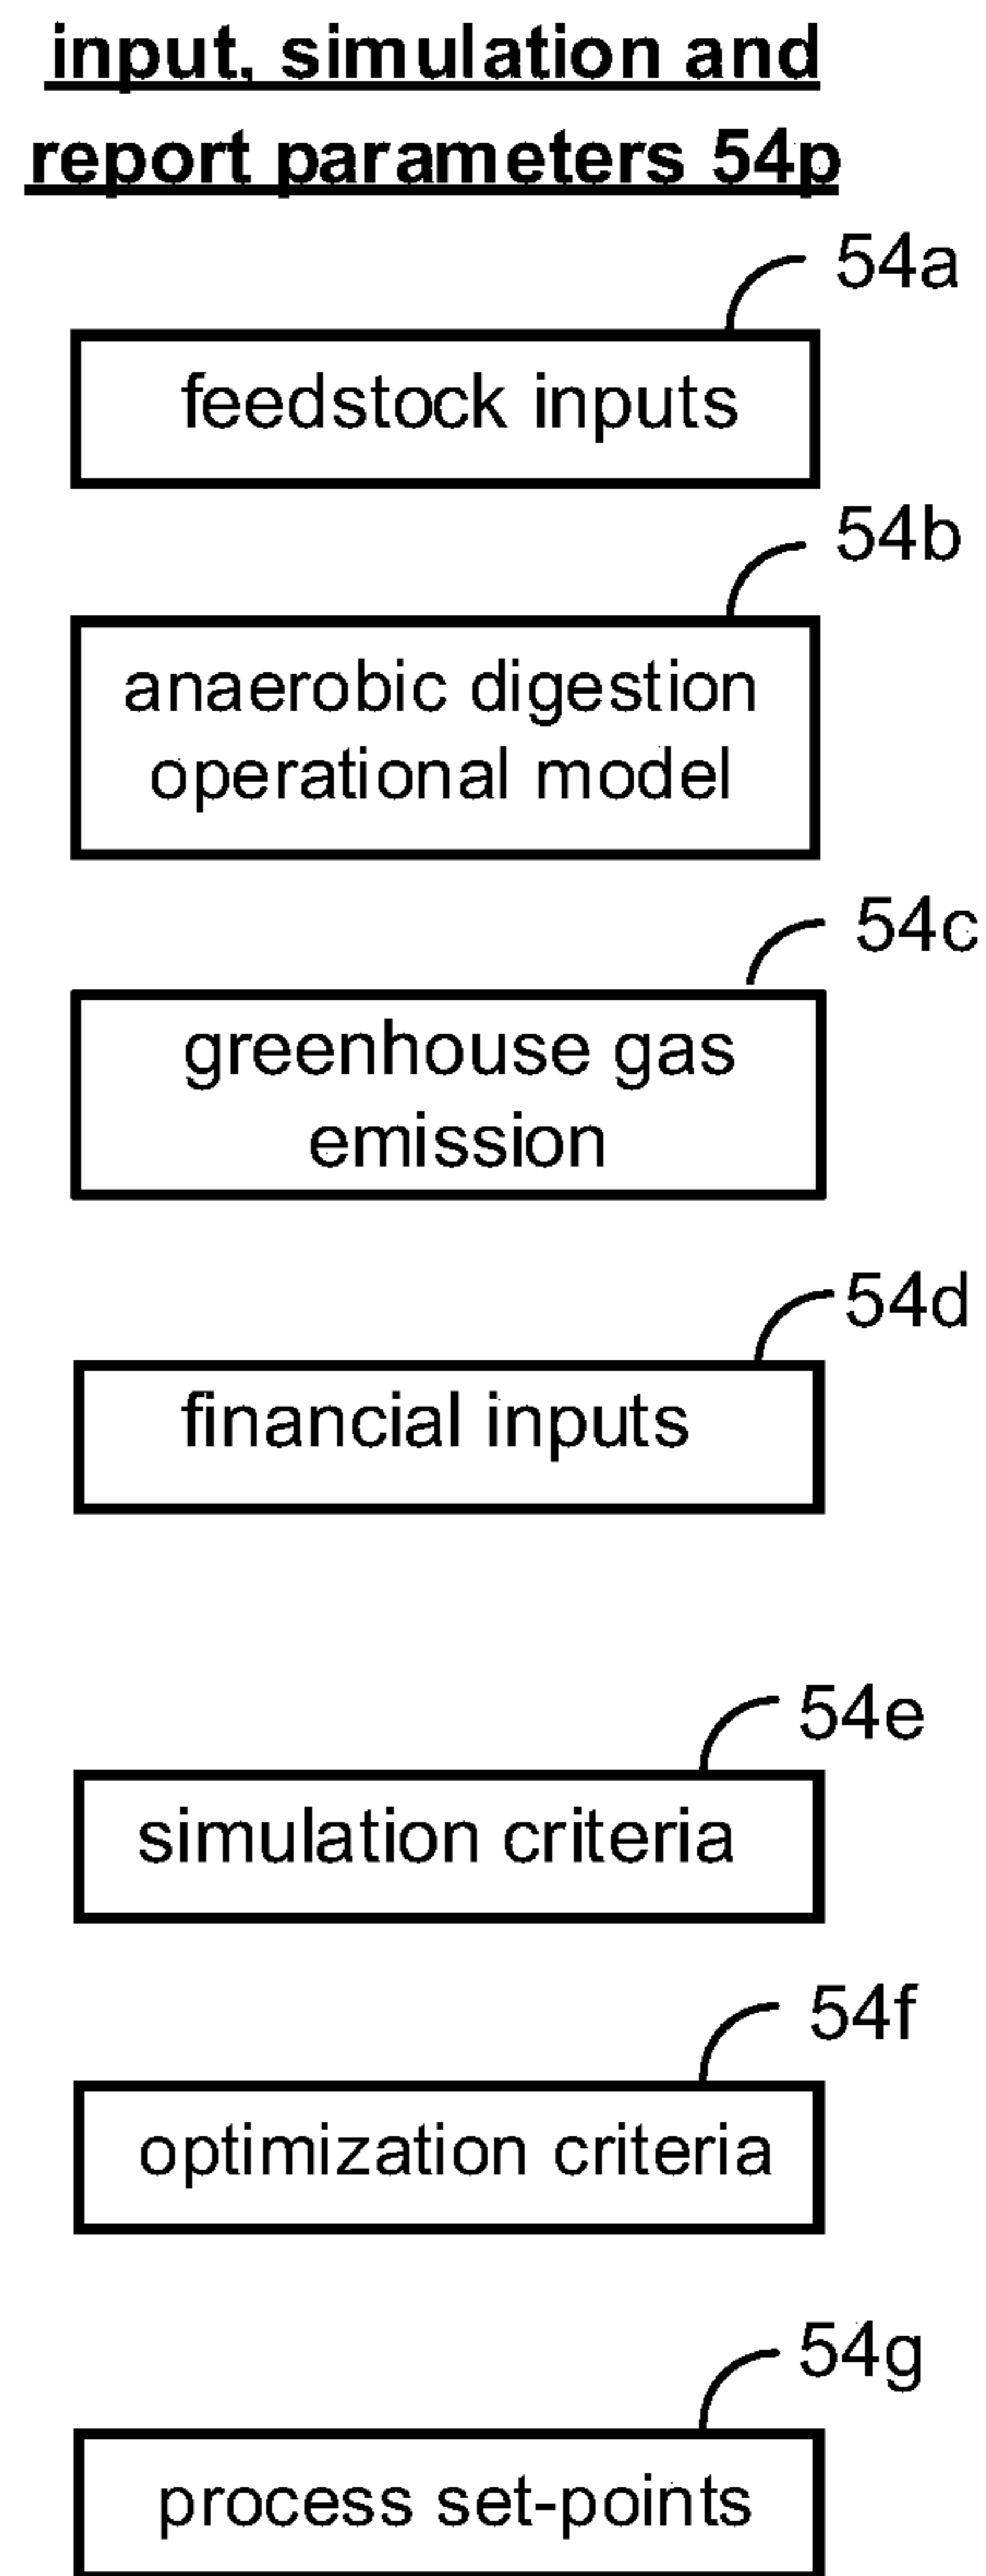 input, simulation and
report parameters 54p
54a
feedstock inputs
54b
anaerobic digestion
operational model
54c
greenhouse gas
emission
54d
financial inputs
54e
simulation criteria
54f
optimization criteria
54g
process set-points